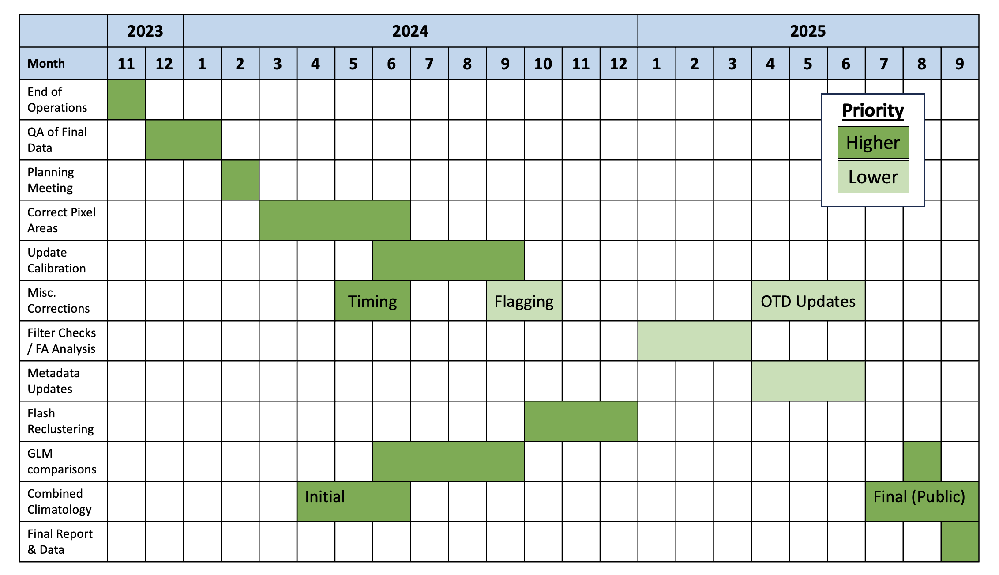 2023 2024 2025
Month 11 12 1 2 3 4 5 6 7 8 9 10 11 12 1 2 3 4 5 6 7 8 9
End of
Operations
Priority
Higher
Lower
QA of Final
Data
Planning
Meeting
Correct Pixel
Areas
Update
Calibration
Misc.
Corrections
Timing
Flagging
OTD Updates
Filter Checks
/ FA Analysis
Metadata
Updates
Flash
Reclustering
GLM
comparisons
Combined
Climatology
Initial
Final (Public)
Final Report
& Data